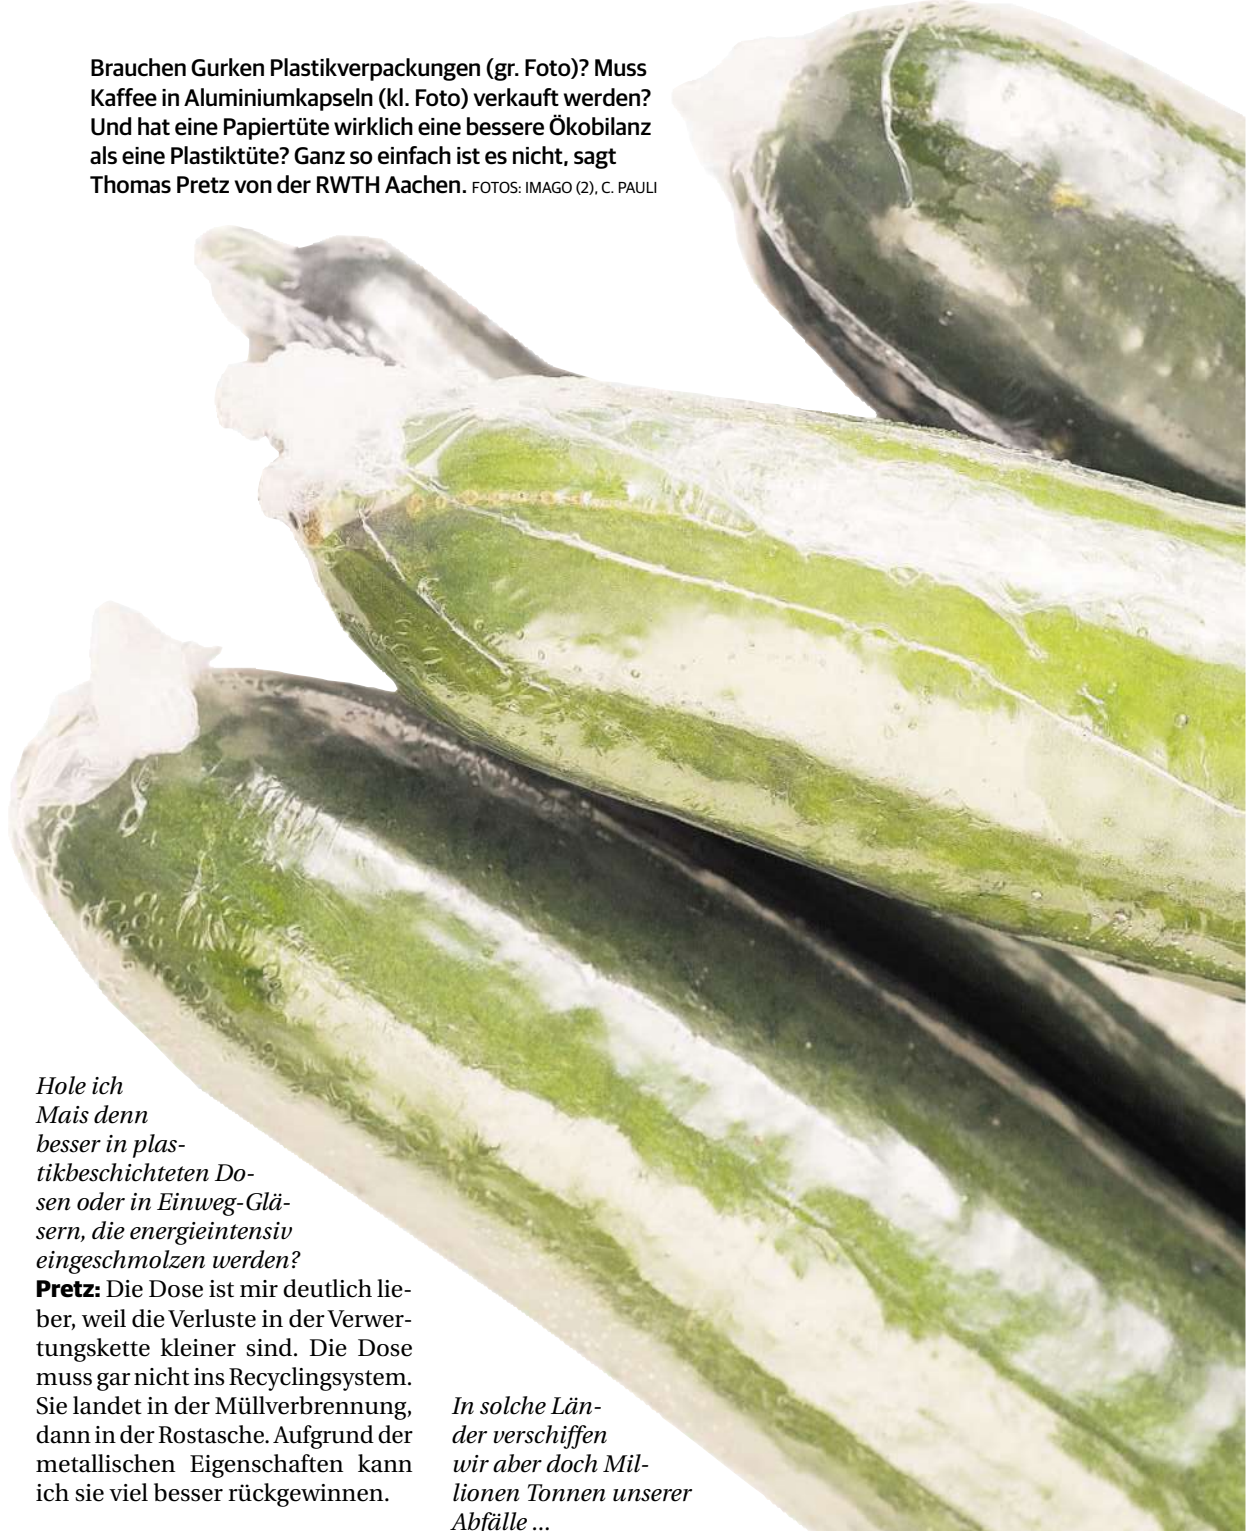 Brauchen Gurken Plastikverpackungen (gr. Foto)? Muss
Kaffee in Aluminiumkapseln (kl. Foto) verkauft werden?
Und hat eine Papiertüte wirklich eine bessere Ökobilanz
als eine Plastiktüte? Ganz so einfach ist es nicht, sagt
Thomas Pretz von der RWTH Aachen. FOTOS: IMAGO (2), C. PAULI
Hole ich
Mais denn
besser in plas-
tikbeschichteten Do-
sen oder in Einweg-Glä-
sern, die energieintensiv
eingeschmolzen werden?
Pretz: Die Dose ist mir deutlich lie-
ber, weil die Verluste in der Verwer-
tungskette kleiner sind. Die Dose
muss gar nicht ins Recyclingsystem.
Sie landet in der Müllverbrennung,
dann in der Rostasche. Aufgrund der
metallischen Eigenschaften kann
ich sie viel besser rückgewinnen.
In solche Län-
der verschiffen
wir aber doch Mil-
lionen Tonnen unserer
Abfälle ...